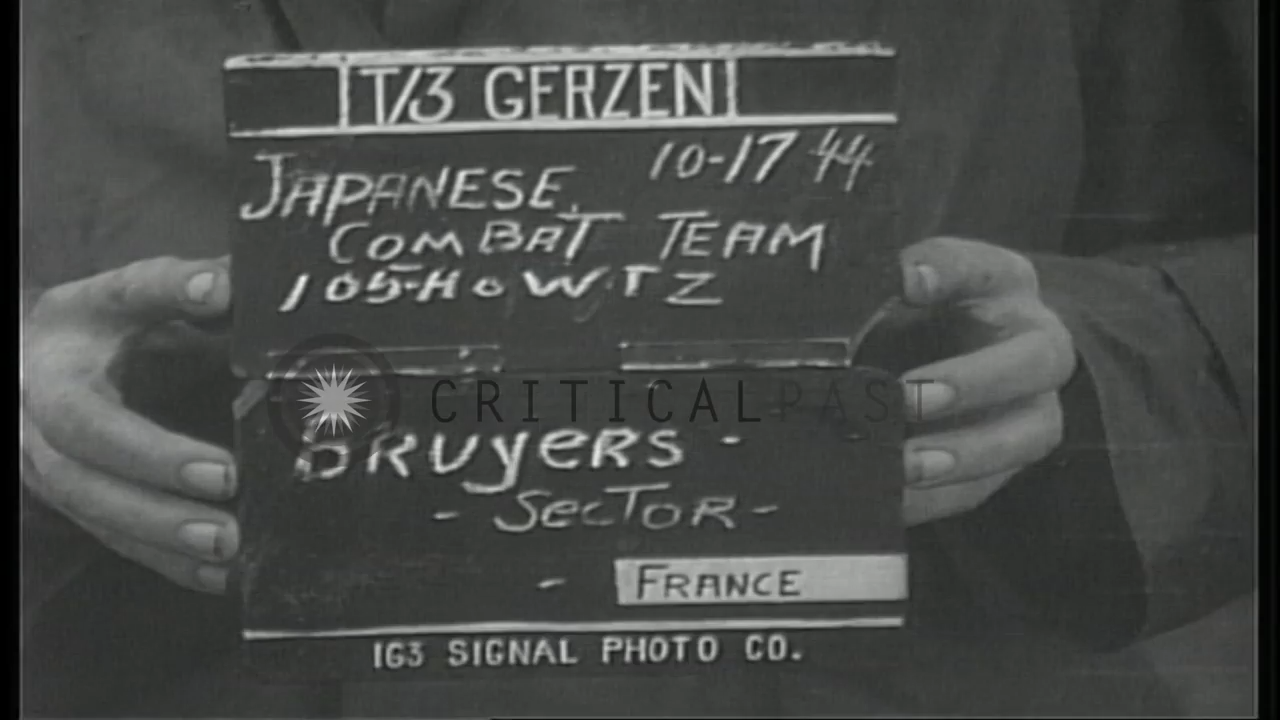 T/3 GERZEN
10-17 44
JAPANESE
COMBAT TEAM
105-HOWTZ
CRITICALPAST
BRUYERS -
- SECTOR -
- FRANCE
163 SIGNAL PHOTO CO.